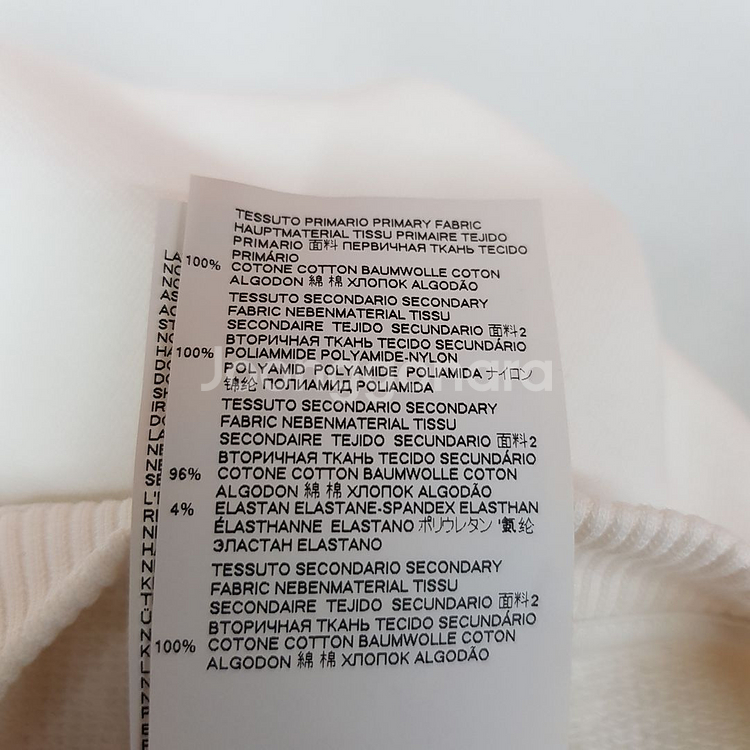 TESSUTO PRIMARIO PRIMARY FABRIC
HAUPTMATERIAL TISSU PRIMAIRE TEJIDO
PRIMARIO 面料 ПЕРВИЧНАЯ ТКАНЬ TECIDO
PRIMÁRIO
100% COTONE COTTON BAUMWOLLE COTON
ALGODON 綿 棉 ХЛОПОК ALGODÃO
TESSUTO SECONDARIO SECONDARY
FABRIC NEBENMATERIAL TISSU
SECONDAIRE TEJIDO SECUNDARIO 面料2
ВТОРИЧНАЯ ТКАНЬ TECIDO SECUNDÁRIO
100% POLIAMMIDE POLYAMIDE-NYLON
POLYAMID POLYAMIDE POLIAMIDA ナイロン
锦纶 ПОЛИАМИД POLIAMIDA
TESSUTO SECONDARIO SECONDARY
FABRIC NEBENMATERIAL TISSU
SECONDAIRE TEJIDO SECUNDARIO 面料2
ВТОРИЧНАЯ ТКАНЬ TECIDO SECUNDÁRIO
96% COTONE COTTON BAUMWOLLE COTON
ALGODON 綿 棉 ХЛОПОК ALGODÃO
4% ELASTAN ELASTANE-SPANDEX ELASTHAN
ÉLASTHANNE ELASTANO ポリウレタン '氨纶
ЭЛАСТАН ELASTANO
TESSUTO SECONDARIO SECONDARY
FABRIC NEBENMATERIAL TISSU
SECONDAIRE TEJIDO SECUNDARIO 面料2
ВТОРИЧНАЯ ТКАНЬ TECIDO SECUNDÁRIO
100% COTONE COTTON BAUMWOLLE COTON
ALGODON 綿 棉 ХЛОПОК ALGODÃO